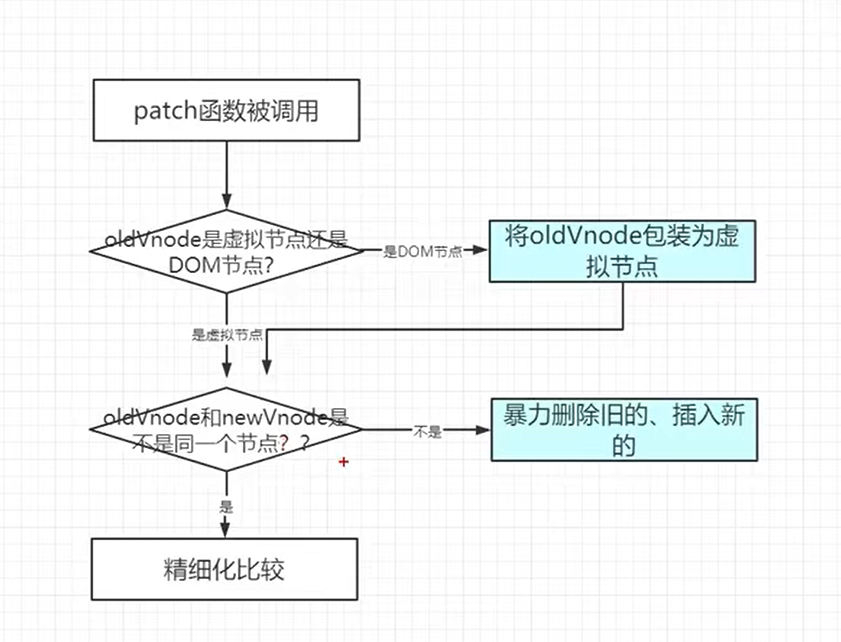 patch函数被调用
oldVnode是虚拟节点还是
DOM节点?
是DOM节点
将oldVnode包装为虚
拟节点
是虚拟节点
oldVnode和newVnode是
不是同一个节点? ?
不是
暴力删除旧的、插入新
的
是
精细化比较